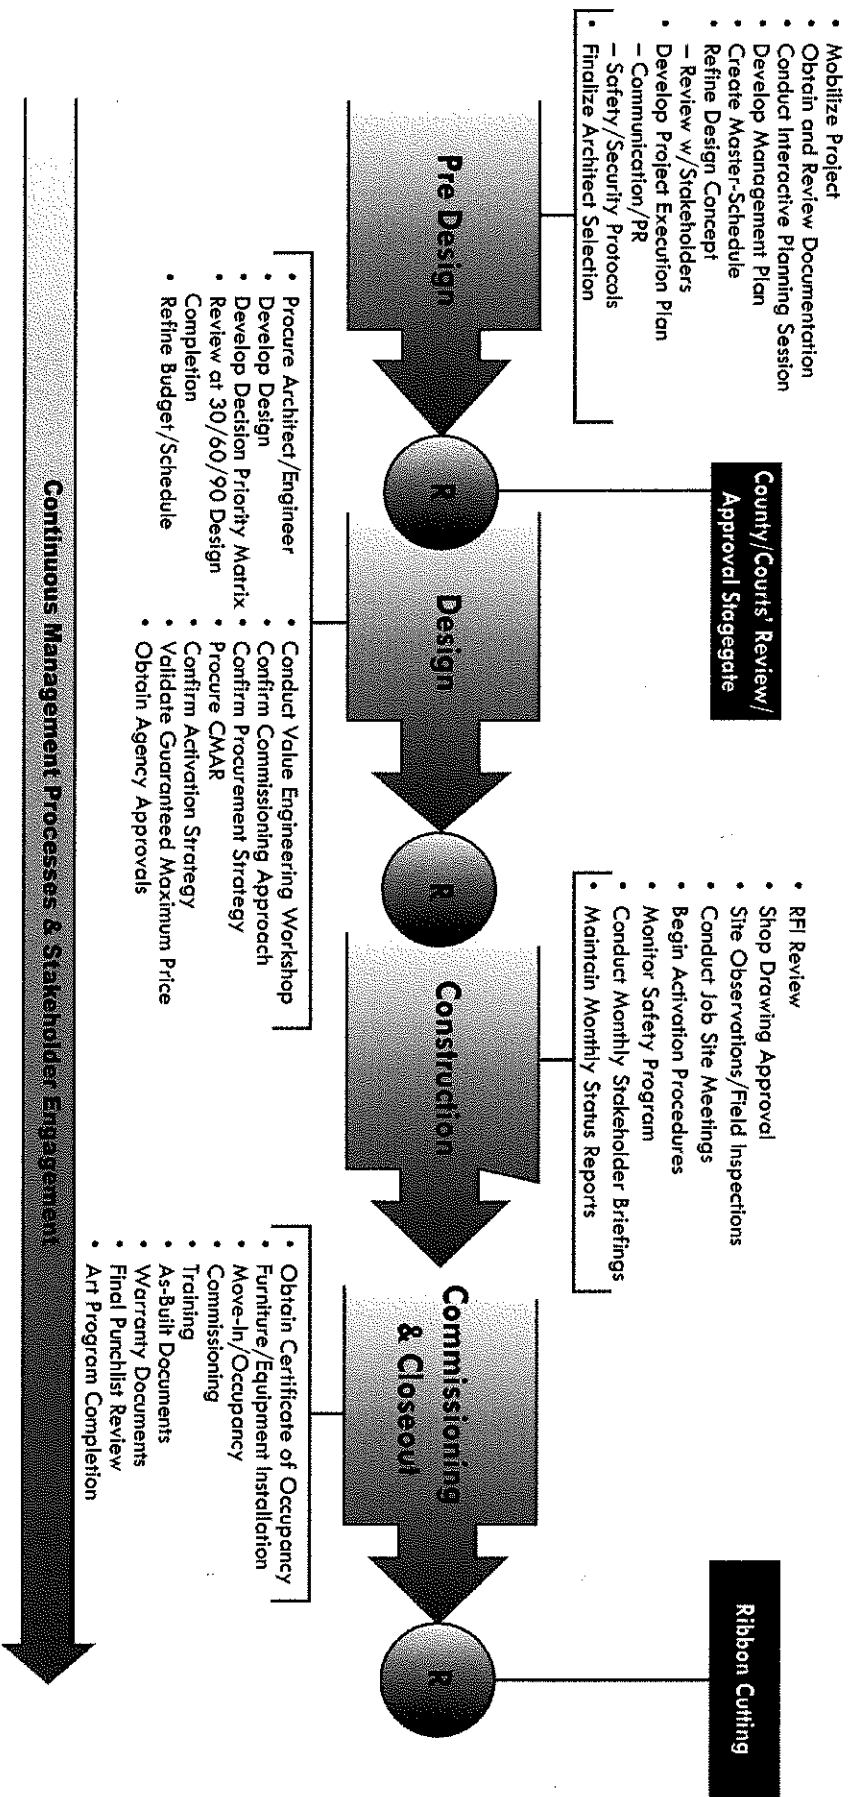 • Mobilize Project
• Obtain and Review Documentation
• Conduct Interactive Planning Session
• Develop Management Plan
• Create Master-Schedule
• Refine Design Concept
– Review w/Stakeholders
• Develop Project Execution Plan
– Communication/PR
– Safety/Security Protocols
• Finalize Architect Selection
County/Courts' Review/
Approval Stagegate
• RFI Review
• Shop Drawing Approval
• Site Observations/Field Inspections
• Conduct Job Site Meetings
• Begin Activation Procedures
• Monitor Safety Program
• Conduct Monthly Stakeholder Briefings
• Maintain Monthly Status Reports
Ribbon Cutting
Pre Design
R
Design
R
Construction
Commissioning
& Closeout
R
• Procure Architect/Engineer
• Develop Design
• Develop Decision Priority Matrix
• Review at 30/60/90 Design
Completion
• Refine Budget/Schedule
• Conduct Value Engineering Workshop
• Confirm Commissioning Approach
• Confirm Procurement Strategy
• Procure CMAR
• Confirm Activation Strategy
• Validate Guaranteed Maximum Price
• Obtain Agency Approvals
• Obtain Certificate of Occupancy
• Furniture/Equipment Installation
• Move-In/Occupancy
• Commissioning
• Training
• As-Built Documents
• Warranty Documents
• Final Punchlist Review
• Art Program Completion
Continuous Management Processes & Stakeholder Engagement